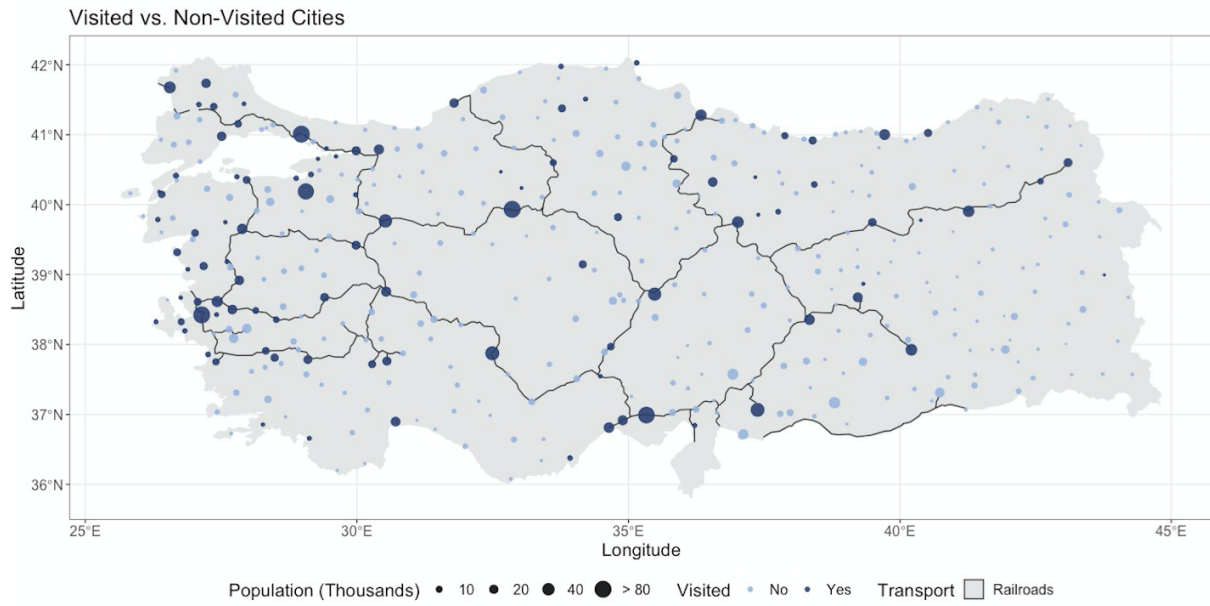 Visited vs. Non-Visited Cities
42°N
41°N
40°N
39°N
38°N
37°N
36°N
Latitude
25°E 30°E 35°E 40°E 45°E
Longitude
Population (Thousands) 10 20 40 > 80 Visited No Yes Transport Railroads